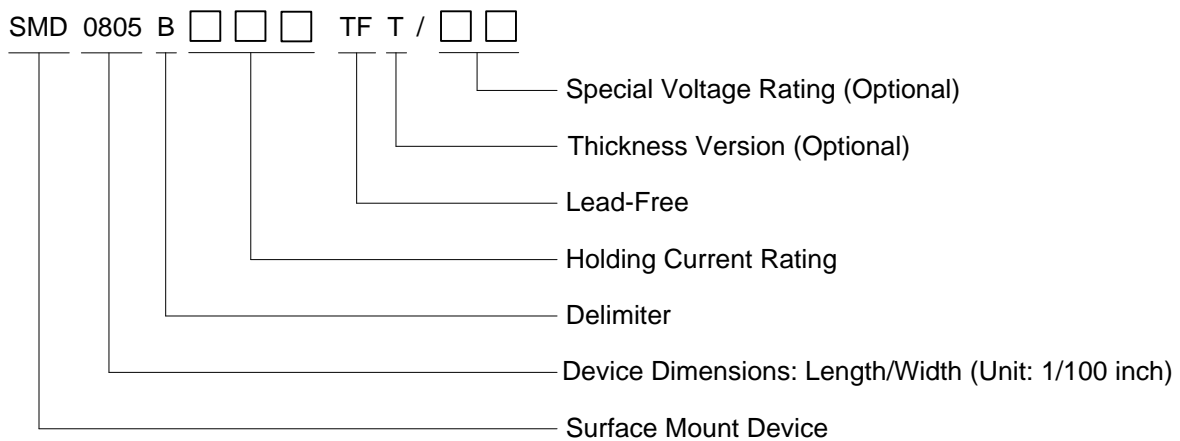 SMD 0805 B □ □ □ TF T / □ □
Special Voltage Rating (Optional)
Thickness Version (Optional)
Lead-Free
Holding Current Rating
Delimiter
Device Dimensions: Length/Width (Unit: 1/100 inch)
Surface Mount Device